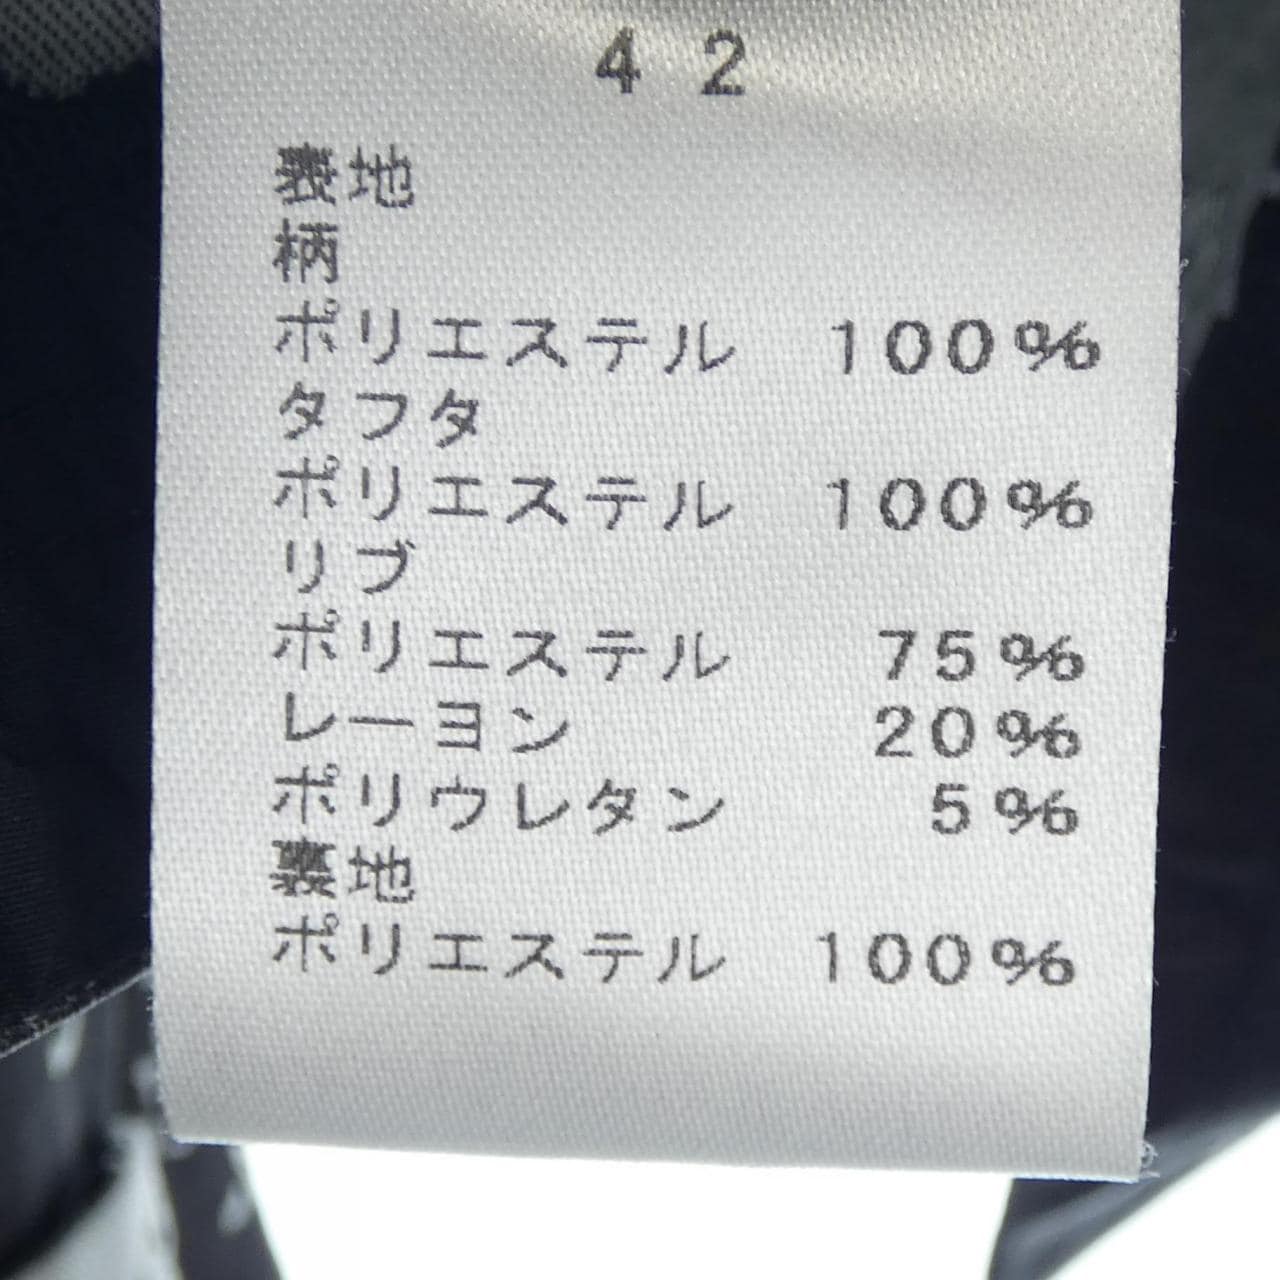 42
表地
柄
ポリエステル 100%
タフタ
ポリエステル 100%
リブ
ポリエステル 75%
レーヨン 20%
ポリウレタン 5%
裏地
ポリエステル 100%